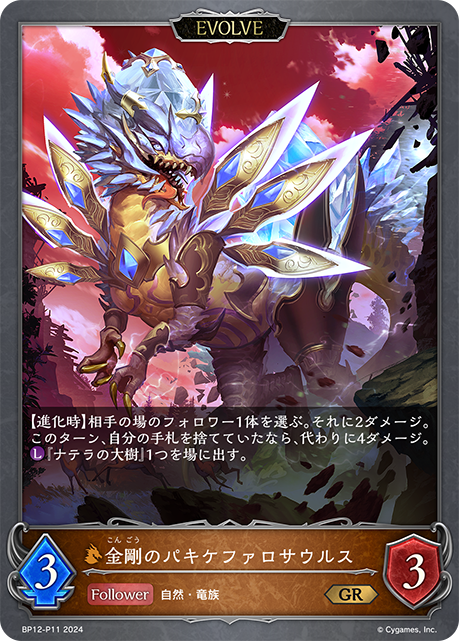 EVOLVE
【進化時】相手の場のフォロワー1体を選ぶ。それに2ダメージ。
このターン、自分の手札を捨てていたなら、代わりに4ダメージ。
L『ナテラの大樹』1つを場に出す。
こんごう
金剛のパキケファロサウルス
3
Follower 自然・竜族
GR
3
BP12-P11 2024
© Cygames, Inc.